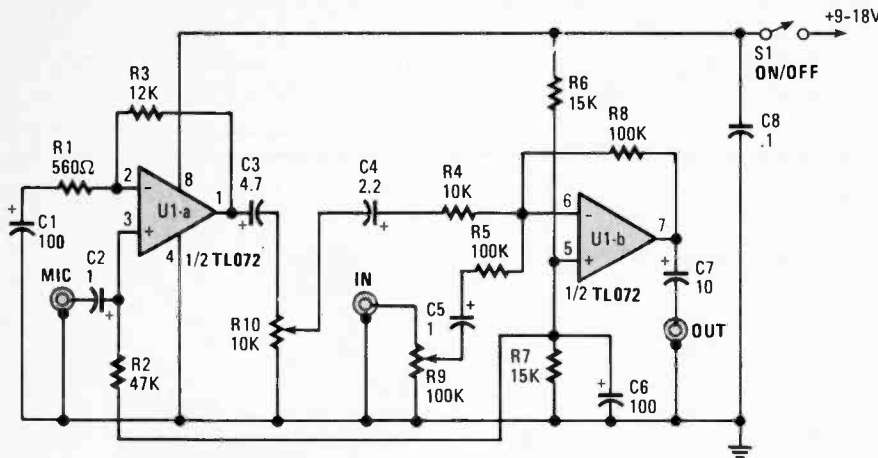 +9-18V
S1
ON/OFF
R3
12K
R6
15K
R8
100K
C8
.1
R1
560Ω
C3
4.7
C4
2.2
R4
10K
2
-
8
1
U1-a
3
+
4
1/2 TL072
6
-
7
U1-b
5
+
1/2 TL072
+
C1
100
MIC
C2
1
+
+
+
R5
100K
IN
+
C5
1
+
C7
10
OUT
R10
10K
R2
47K
R9
100K
R7
15K
+
C6
100